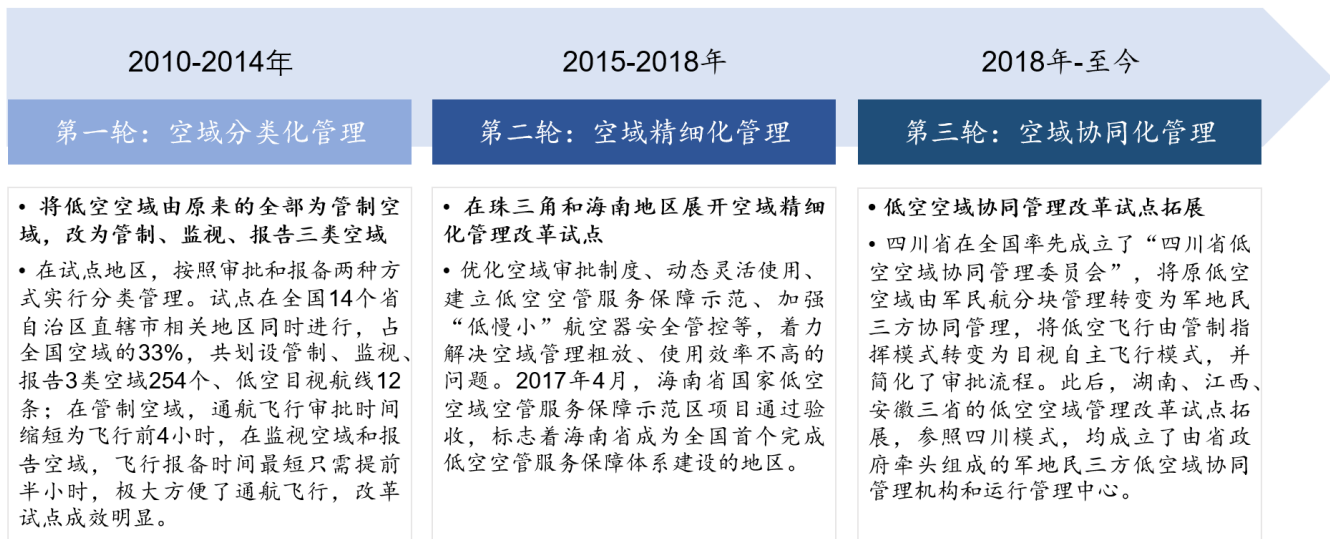 2010-2014年
第一轮：空域分类化管理
• 将低空空域由原来的全部为管制空
域，改为管制、监视、报告三类空域
• 在试点地区，按照审批和报备两种方
式实行分类管理。试点在全国14个省
自治区直辖市相关地区同时进行，占
全国空域的33%，共划设管制、监视、
报告3类空域254个、低空目视航线12
条；在管制空域，通航飞行审批时间
缩短为飞行前4小时，在监视空域和报
告空域，飞行报备时间最短只需提前
半小时，极大方便了通航飞行，改革
试点成效明显。
2015-2018年
第二轮：空域精细化管理
• 在珠三角和海南地区展开空域精细
化管理改革试点
• 优化空域审批制度、动态灵活使用、
建立低空空管服务保障示范、加强
“低慢小”航空器安全管控等，着力
解决空域管理粗放、使用效率不高的
问题。2017年4月，海南省国家低空
空域空管服务保障示范区项目通过验
收，标志着海南省成为全国首个完成
低空空管服务保障体系建设的地区。
2018年-至今
第三轮：空域协同化管理
• 低空空域协同管理改革试点拓展
• 四川省在全国率先成立了“四川省低
空空域协同管理委员会”，将原低空
空域由军民航分块管理转变为军地民
三方协同管理，将低空飞行由管制指
挥模式转变为目视自主飞行模式，并
简化了审批流程。此后，湖南、江西、
安徽三省的低空空域管理改革试点拓
展，参照四川模式，均成立了由省政
府牵头组成的军地民三方低空域协同
管理机构和运行管理中心。